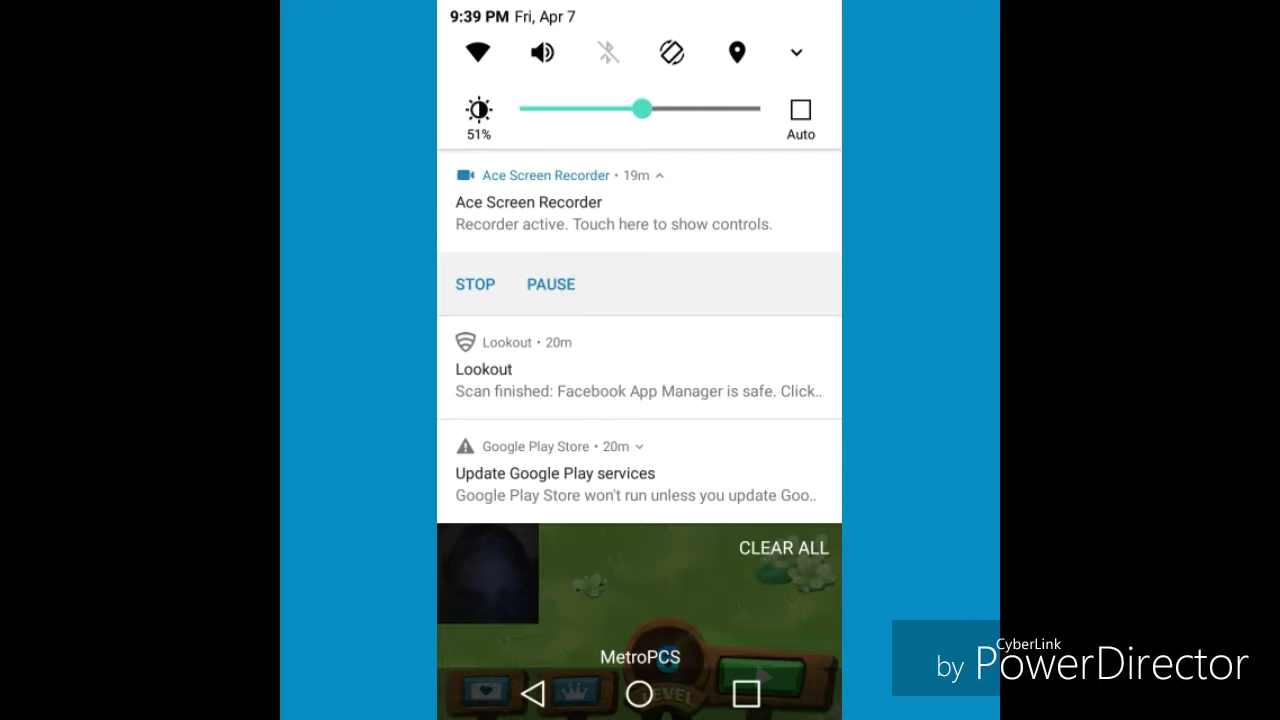 9:39 PM Fri, Apr 7
51%
Auto
Ace Screen Recorder • 19m
Ace Screen Recorder
Recorder active. Touch here to show controls.
STOP PAUSE
Lookout • 20m
Lookout
Scan finished: Facebook App Manager is safe. Click..
Google Play Store • 20m
Update Google Play services
Google Play Store won't run unless you update Goo..
CLEAR ALL
MetroPCS
LEVEL
CyberLink
by PowerDirector